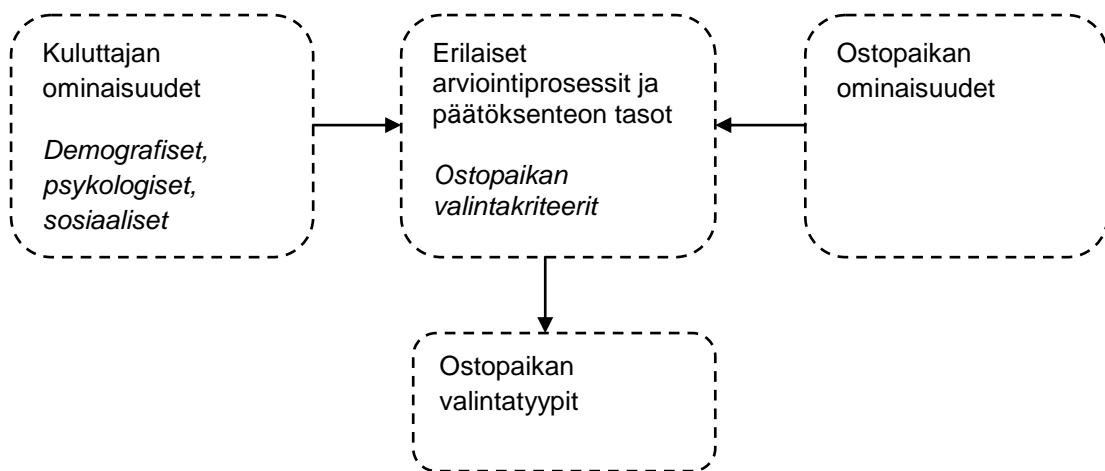 Kuluttajan
ominaisuudet
Demografiset,
psykologiset,
sosiaaliset
Erilaiset
arviointiprosessit ja
päätöksenteon tasot
Ostopaikan
valintakriteerit
Ostopaikan
ominaisuudet
Ostopaikan
valintatyypit